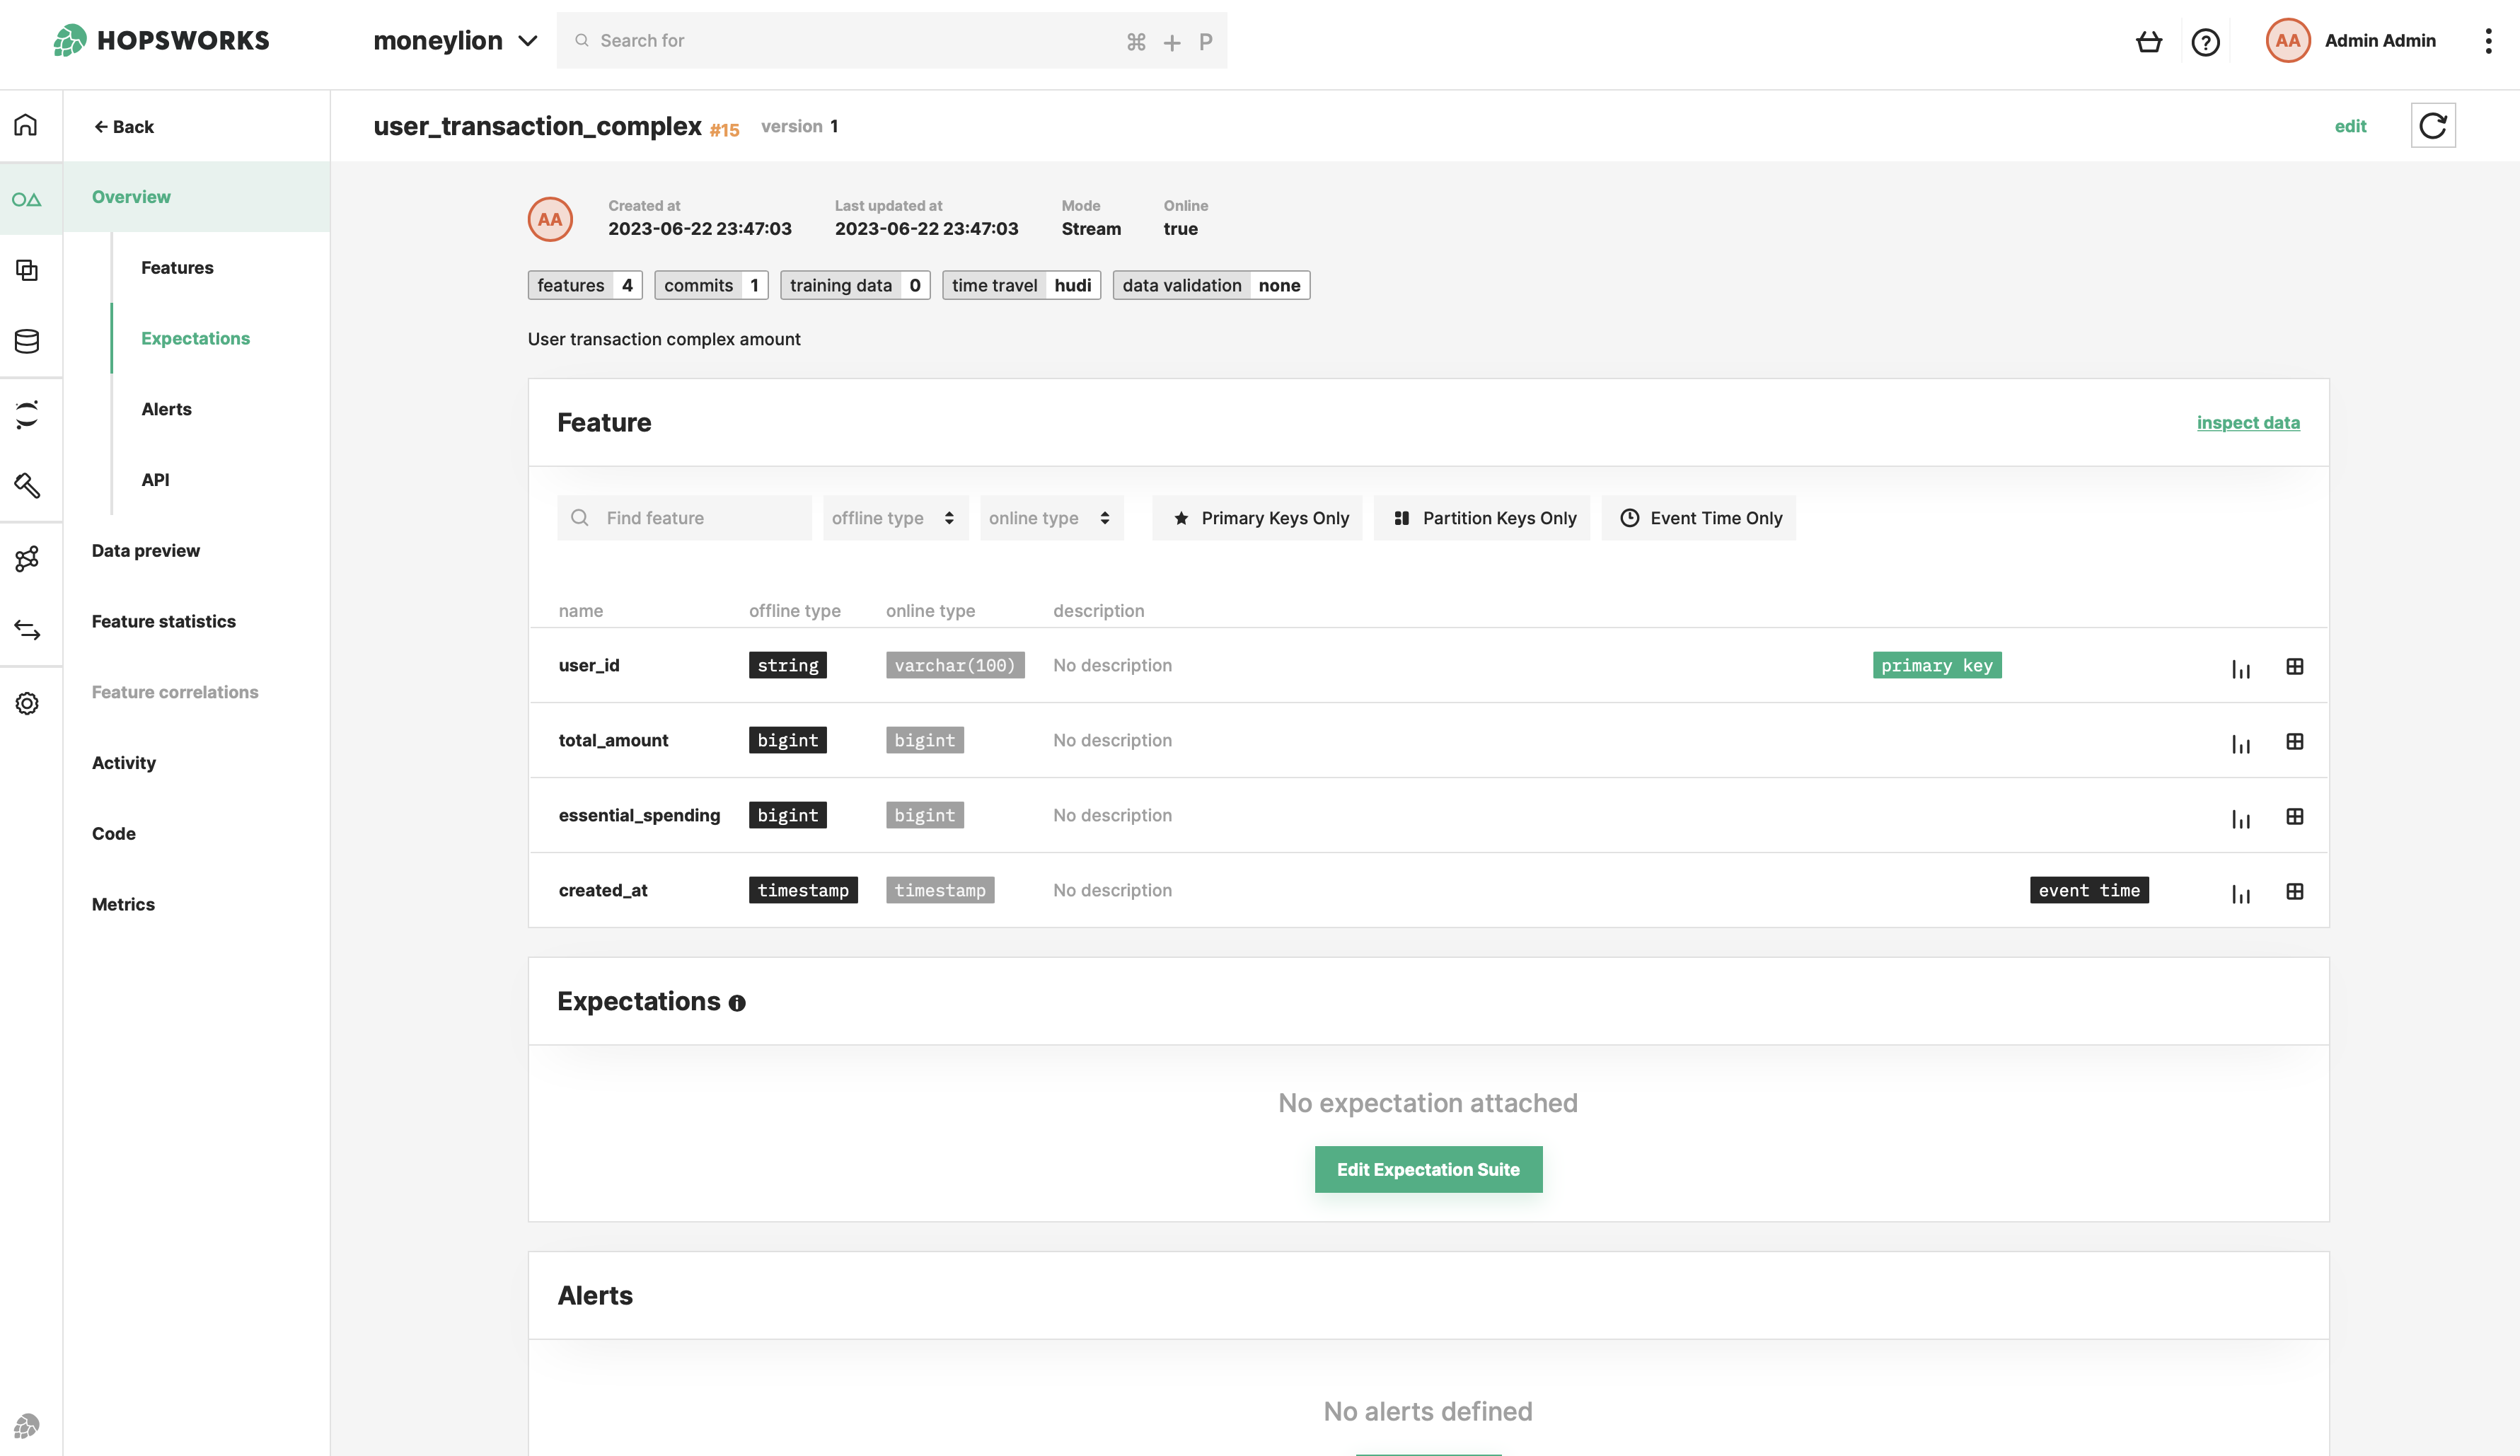 HOPSWORKS
moneylion
Search for
⌘ + P
AA
Admin Admin
← Back
user_transaction_complex #15 version 1
edit
Overview
Features
Expectations
Alerts
API
Data preview
Feature statistics
Feature correlations
Activity
Code
Metrics
AA
Created at
2023-06-22 23:47:03
Last updated at
2023-06-22 23:47:03
Mode
Stream
Online
true
features 4
commits 1
training data 0
time travel hudi
data validation none
User transaction complex amount
Feature
inspect data
Find feature
offline type
online type
Primary Keys Only
Partition Keys Only
Event Time Only
name offline type online type description
user_id string varchar(100) No description primary key
total_amount bigint bigint No description
essential_spending bigint bigint No description
created_at timestamp timestamp No description event time
Expectations
No expectation attached
Edit Expectation Suite
Alerts
No alerts defined